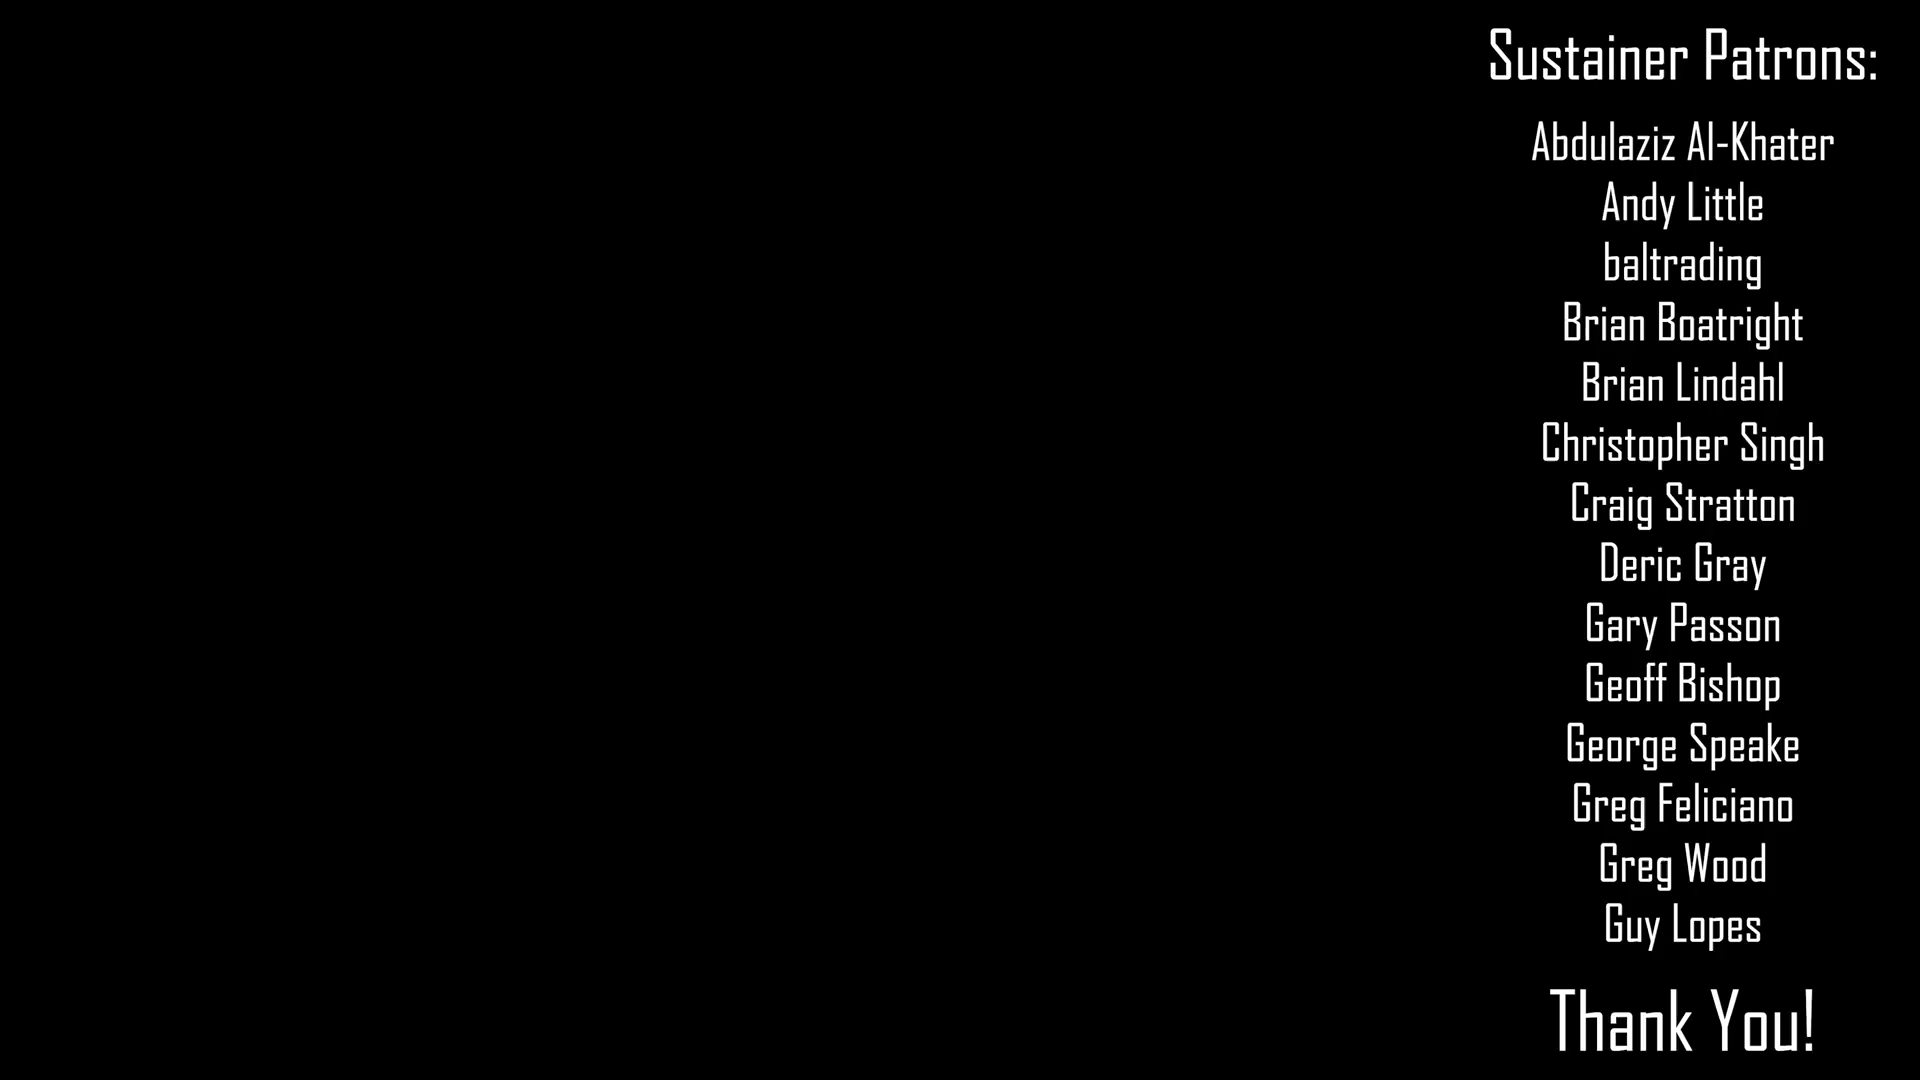 Sustainer Patrons:
Abdulaziz Al-Khater
Andy Little
baltrading
Brian Boatright
Brian Lindahl
Christopher Singh
Craig Stratton
Deric Gray
Gary Passon
Geoff Bishop
George Speake
Greg Feliciano
Greg Wood
Guy Lopes
Thank You!